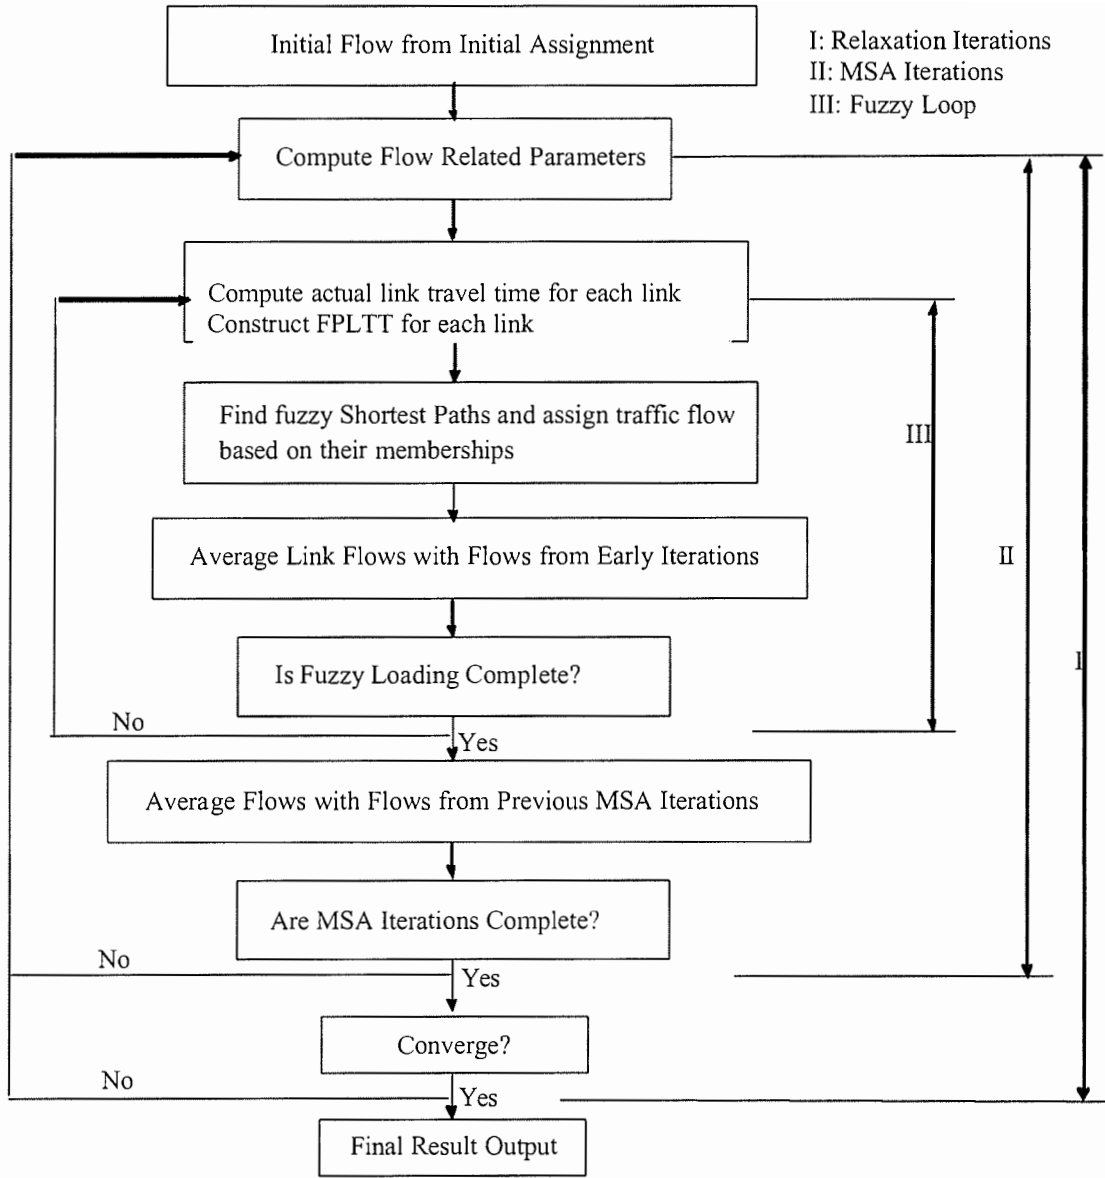 Initial Flow from Initial Assignment
I: Relaxation Iterations
II: MSA Iterations
III: Fuzzy Loop
Compute Flow Related Parameters
Compute actual link travel time for each link
Construct FPLTT for each link
Find fuzzy Shortest Paths and assign traffic flow
based on their memberships
III
Average Link Flows with Flows from Early Iterations
II
Is Fuzzy Loading Complete?
I
No
Yes
Average Flows with Flows from Previous MSA Iterations
Are MSA Iterations Complete?
No
Yes
Converge?
No
Yes
Final Result Output